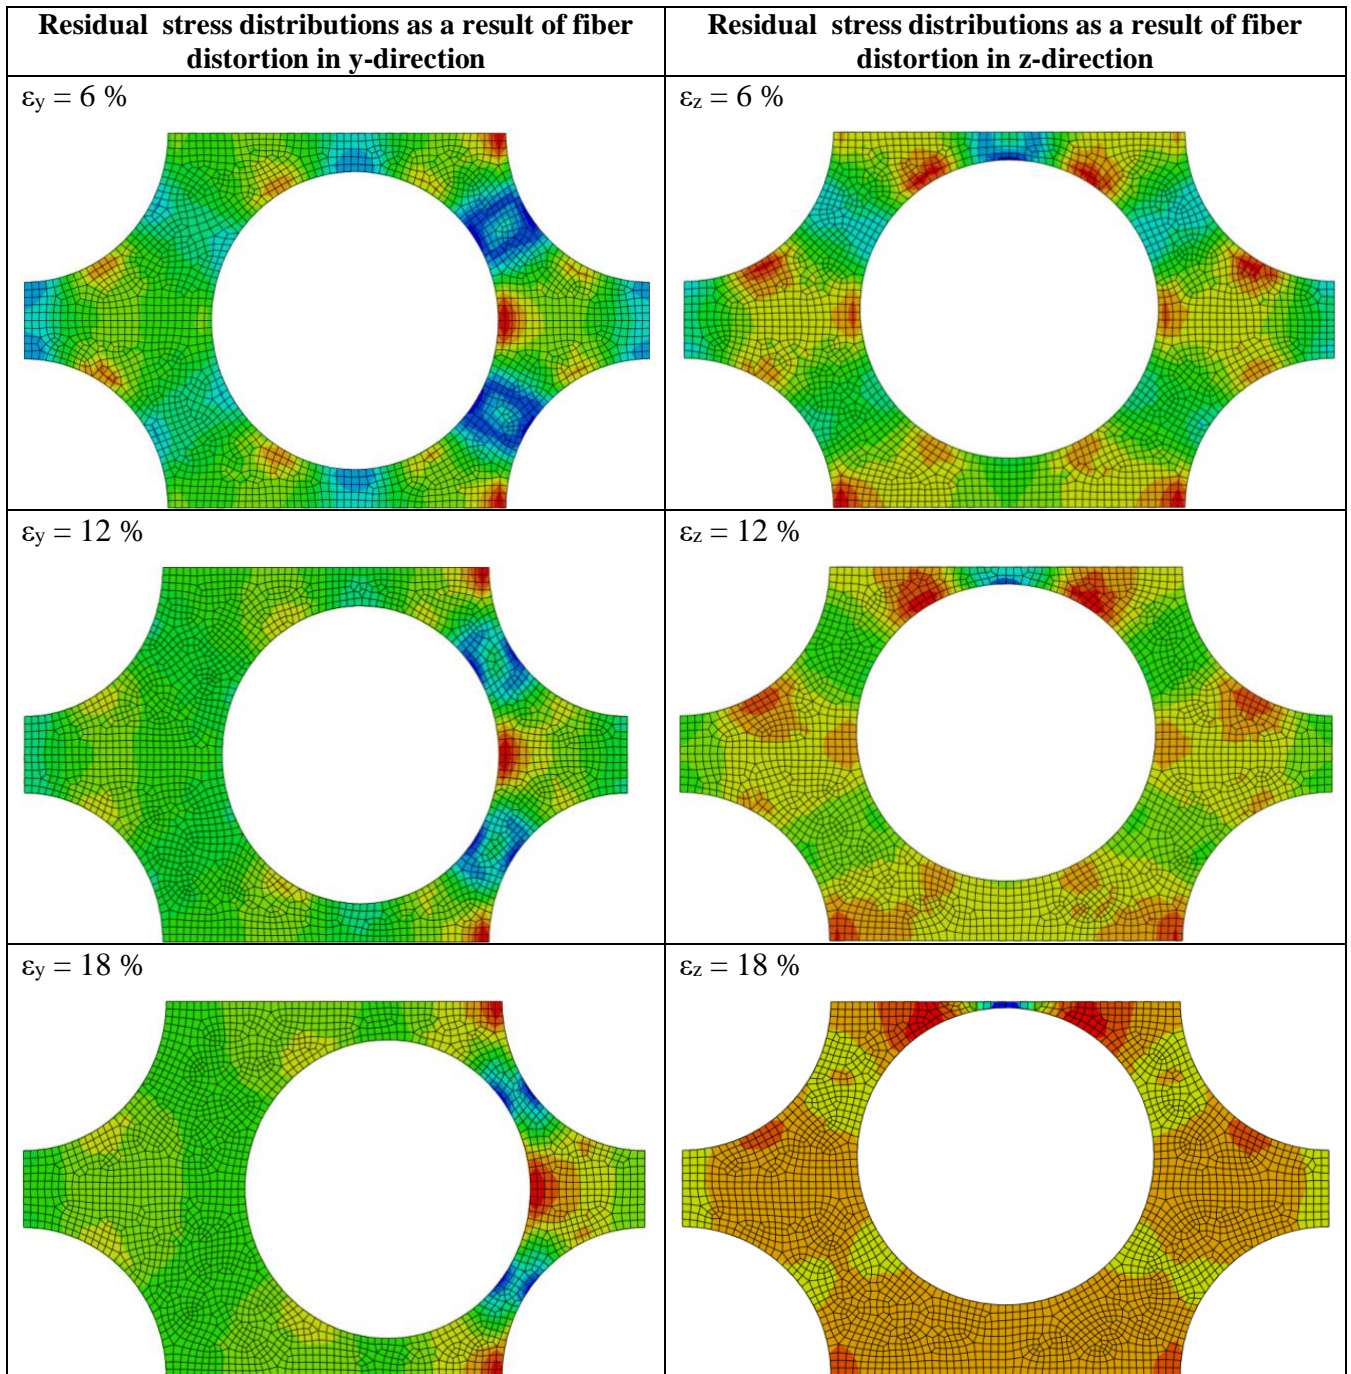 Residual stress distributions as a result of fiber
distortion in y-direction
Residual stress distributions as a result of fiber
distortion in z-direction
εy = 6 %
εz = 6 %
εy = 12 %
εz = 12 %
εy = 18 %
εz = 18 %